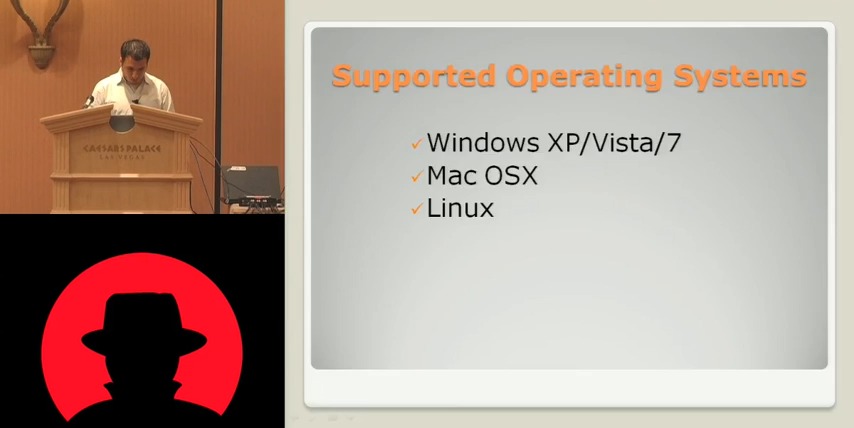 CAESARS PALACE
LAS VEGAS
Supported Operating Systems
Windows XP/Vista/7
Mac OSX
Linux